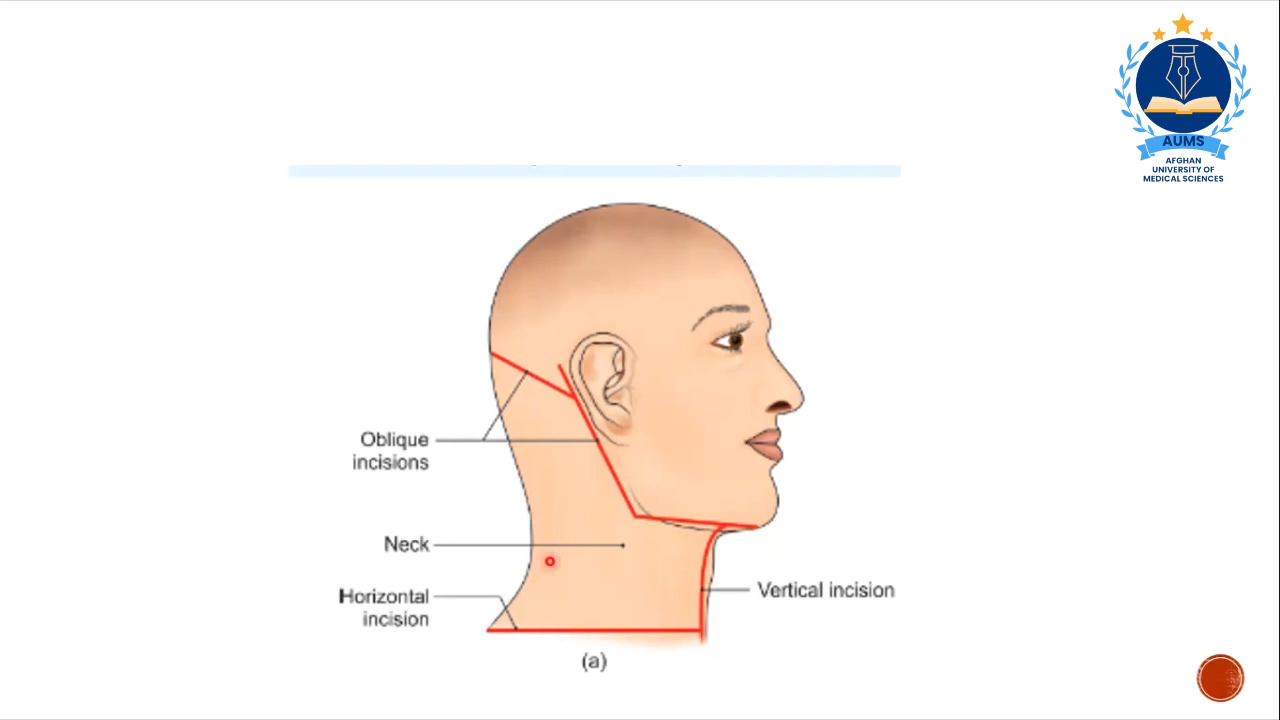 AUMS
AFGHAN
UNIVERSITY OF
MEDICAL SCIENCES
Oblique
incisions
Neck
Horizontal
incision
Vertical incision
(a)